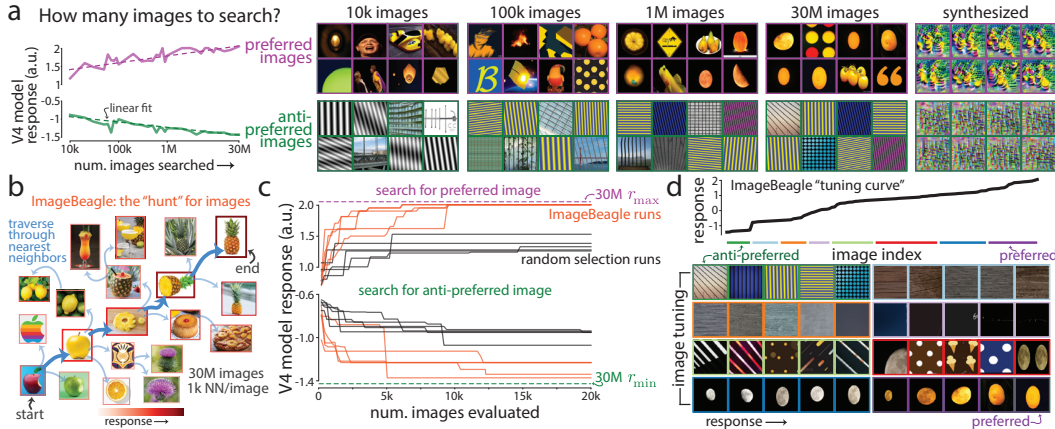 a How many images to search?
10k images
100k images
1M images
30M images
synthesized
V4 model
response (a.u.)
2.0
1.5
1.0
preferred
images
-1
-1.5
linear fit
anti-
preferred
images
10k
100k
1M
30M
num. images searched
B
b ImageBeagle: the "hunt" for images
traverse
through
nearest
neighbors
end
start
30M images
1k NN/image
response
c
search for preferred image
30M rmax
ImageBeagle runs
random selection runs
search for anti-preferred image
30M rmin
V4 model response (a.u.)
2.0
1.5
0.7
-0.6
-1.0
-1.4
0
5k
10k
15k
20k
num. images evaluated
d ImageBeagle "tuning curve"
response
1
0
-1
anti-preferred
image index
preferred
image tuning
response
preferred